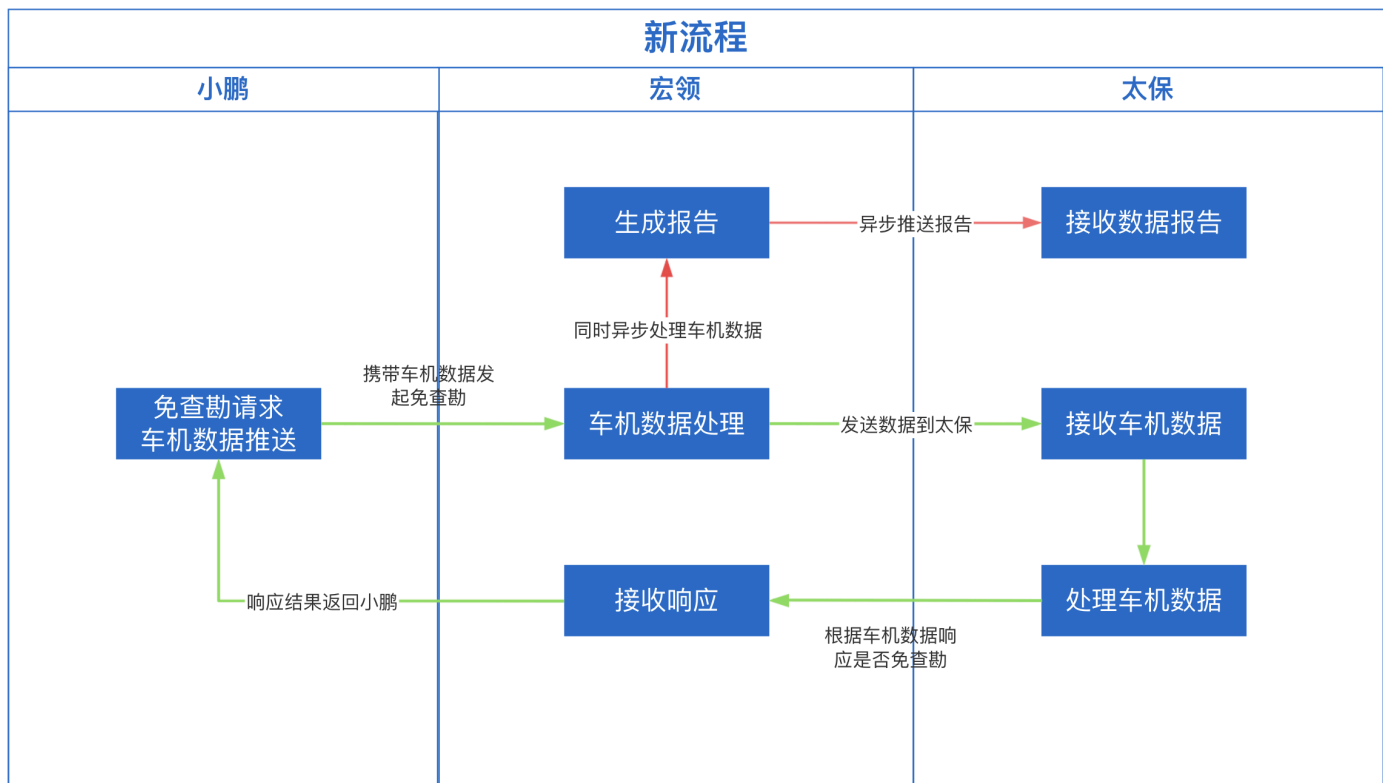 新流程
小鹏
宏领
太保
生成报告
异步推送报告
接收数据报告
同时异步处理车机数据
携带车机数据发
起免查勘
免查勘请求
车机数据推送
车机数据处理
发送数据到太保
接收车机数据
响应结果返回小鹏
接收响应
处理车机数据
根据车机数据响
应是否免查勘